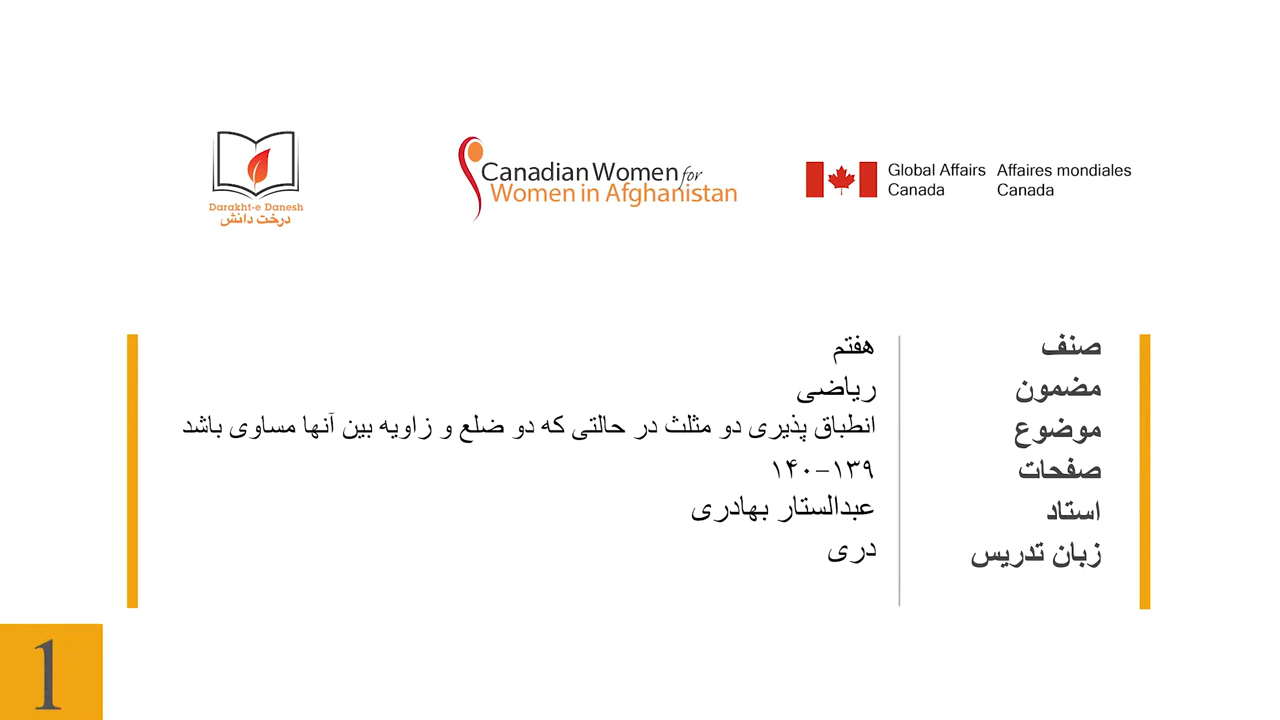 Darakht-e Danesh
درخت دانش
Canadian Women for
Women in Afghanistan
Global Affairs
Canada
Affaires mondiales
Canada
صنف هفتم
مضمون ریاضی
موضوع انطباق پذیری دو مثلث در حالتی که دو ضلع و زاویه بین آنها مساوی باشد
صفحات ۱۳۹-۱۴۰
استاد عبدالستار بهادری
زبان تدریس دری
1